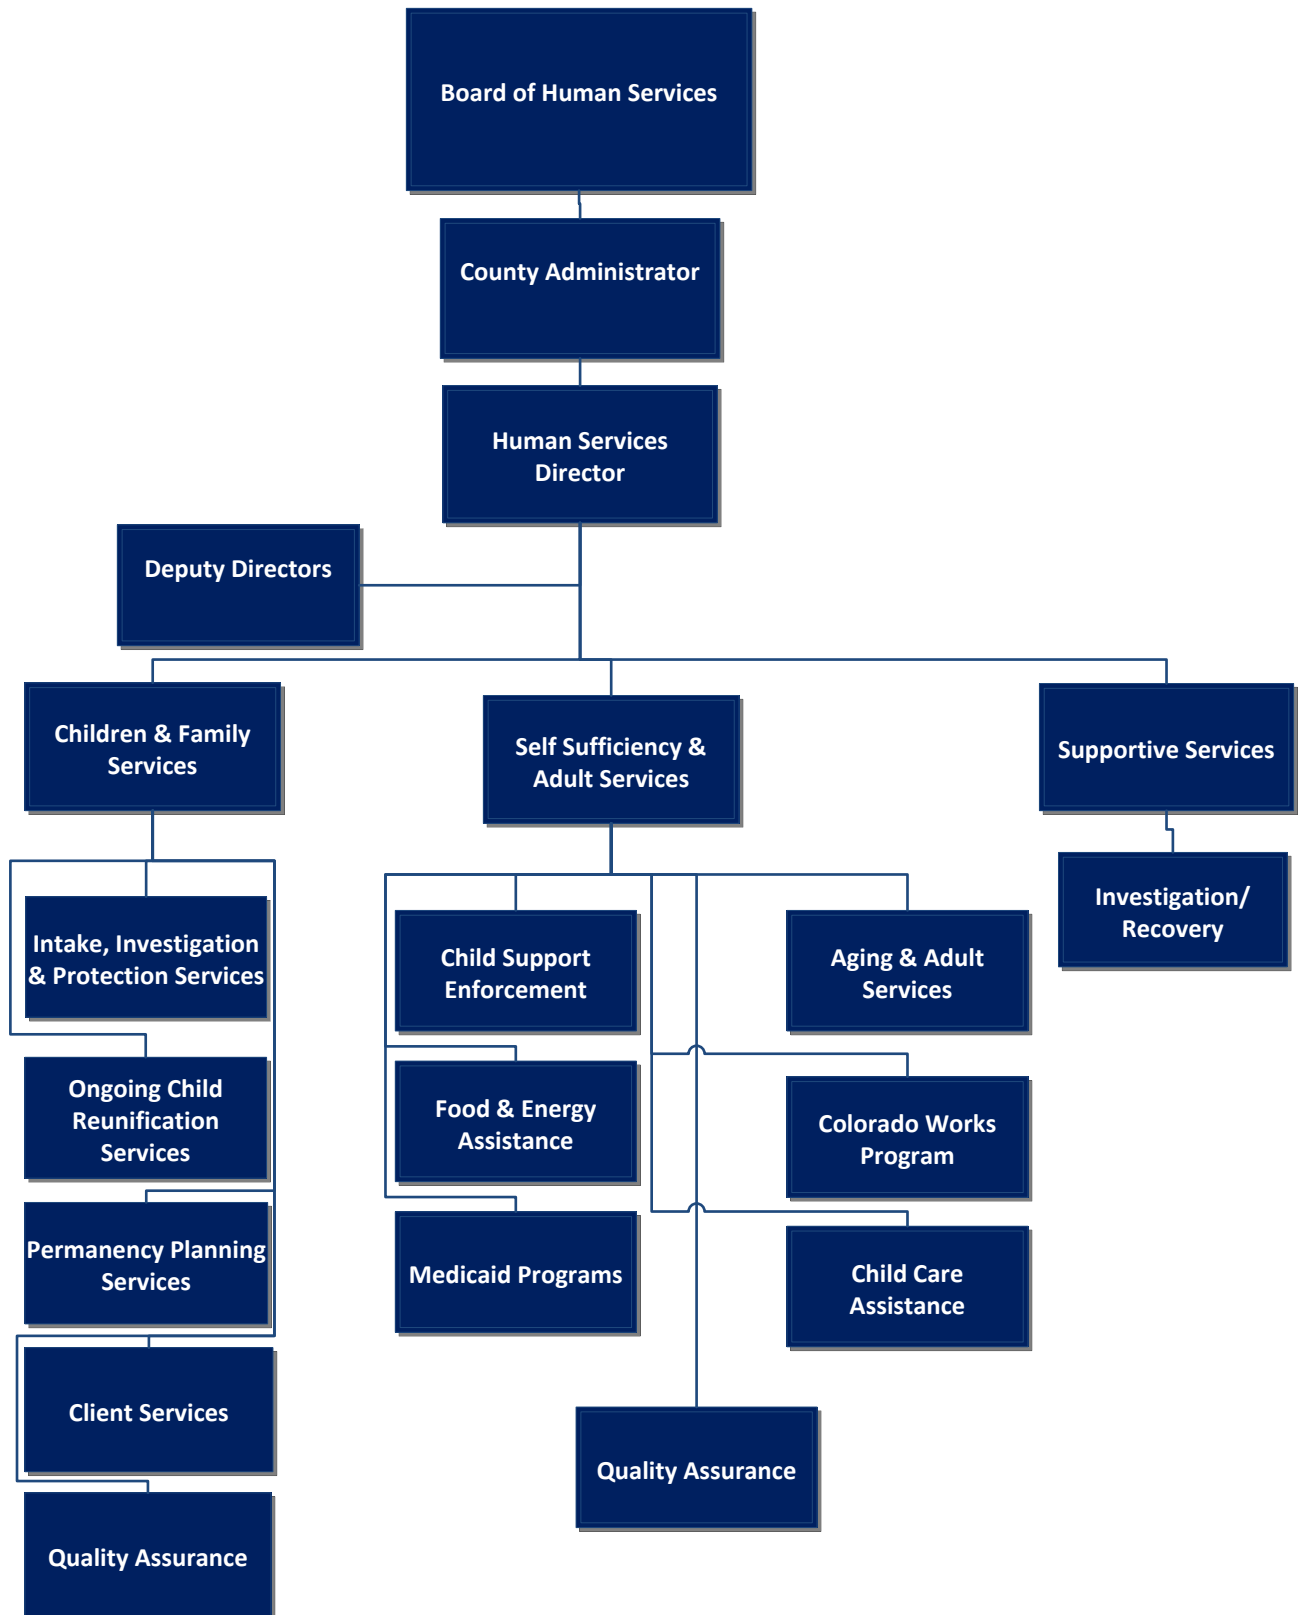 Board of Human Services
County Administrator
Human Services
Director
Deputy Directors
Children & Family
Services
Self Sufficiency &
Adult Services
Supportive Services
Intake, Investigation
& Protection Services
Ongoing Child
Reunification
Services
Permanency Planning
Services
Client Services
Quality Assurance
Child Support
Enforcement
Food & Energy
Assistance
Medicaid Programs
Aging & Adult
Services
Colorado Works
Program
Child Care
Assistance
Quality Assurance
Investigation/
Recovery